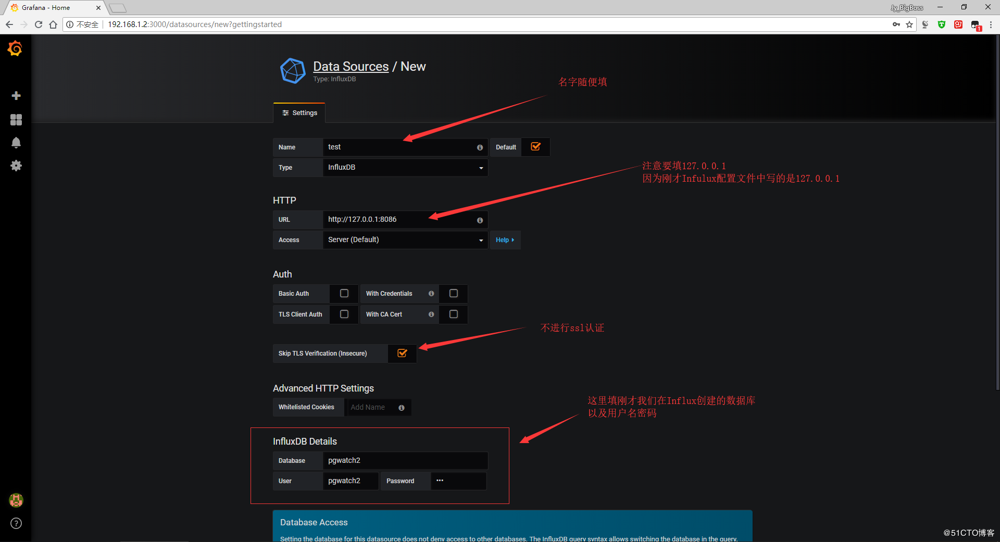 Grafana - Home
Jy_BigBoss
不安全
192.168.1.2:3000/datasources/new?gettingstarted
1
Data Sources / New
Type: InfluxDB
名字随便填
Settings
Name
test
Default
Type
InfluxDB
注意要填127.0.0.1
因为刚才Infulux配置文件中写的是127.0.0.1
HTTP
URL
http://127.0.0.1:8086
Access
Server (Default)
Help
Auth
Basic Auth
With Credentials
TLS Client Auth
With CA Cert
不进行ssl认证
Skip TLS Verification (Insecure)
Advanced HTTP Settings
Whitelisted Cookies
Add Name
这里填刚才我们在Influx创建的数据库
以及用户名密码
InfluxDB Details
Database
pgwatch2
User
pgwatch2
Password
•••
Database Access
Setting the database for this datasource does not deny access to other databases. The InfluxDB query syntax allows switching the database in the query.
@51CTO博客